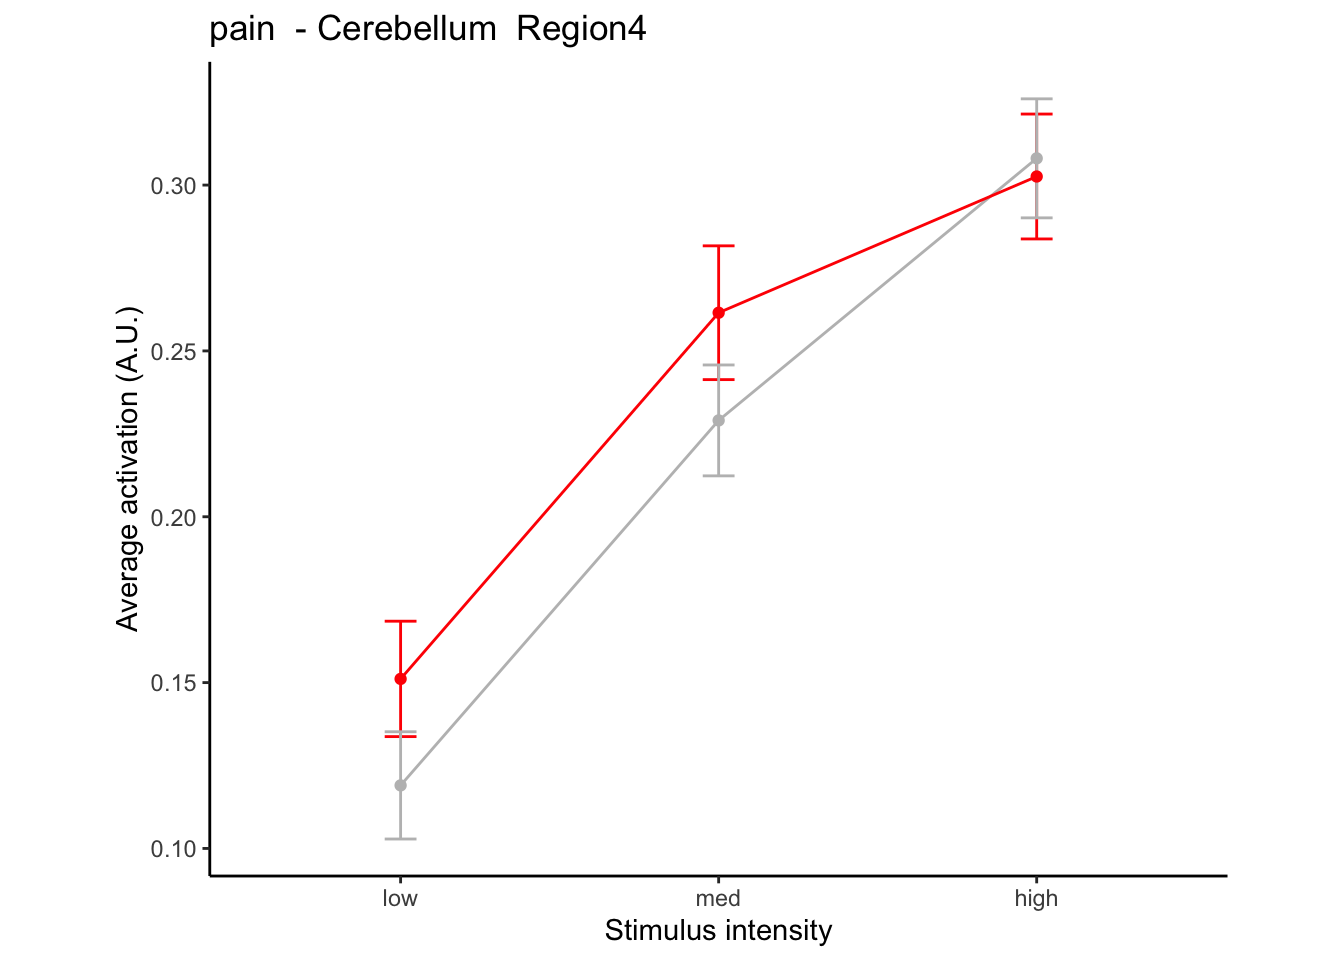 pain  - Cerebellum  Region4
Average activation (A.U.)
0.30
0.25
0.20
0.15
0.10
low
med
high
Stimulus intensity